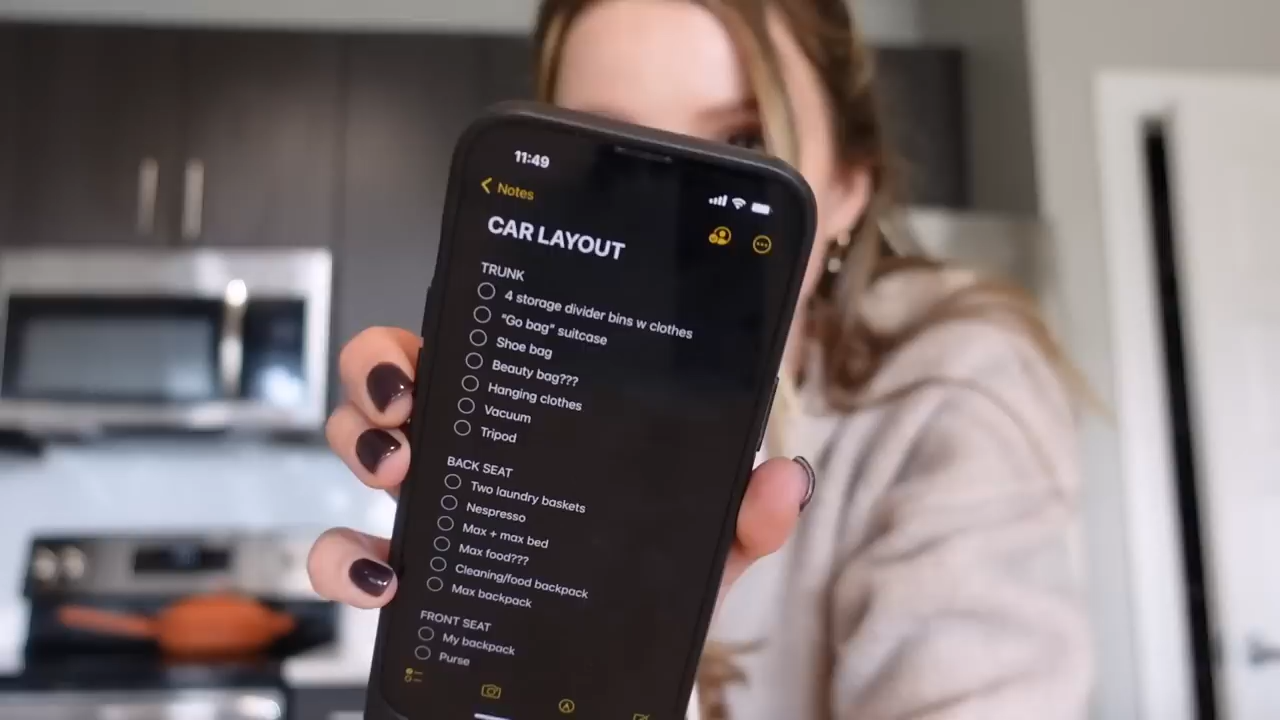 11:49
Notes
CAR LAYOUT
TRUNK
4 storage divider bins w clothes
"Go bag" suitcase
Shoe bag
Beauty bag???
Hanging clothes
Vacuum
Tripod
BACK SEAT
Two laundry baskets
Nespresso
Max + max bed
Max food???
Cleaning/food backpack
Max backpack
FRONT SEAT
My backpack
Purse